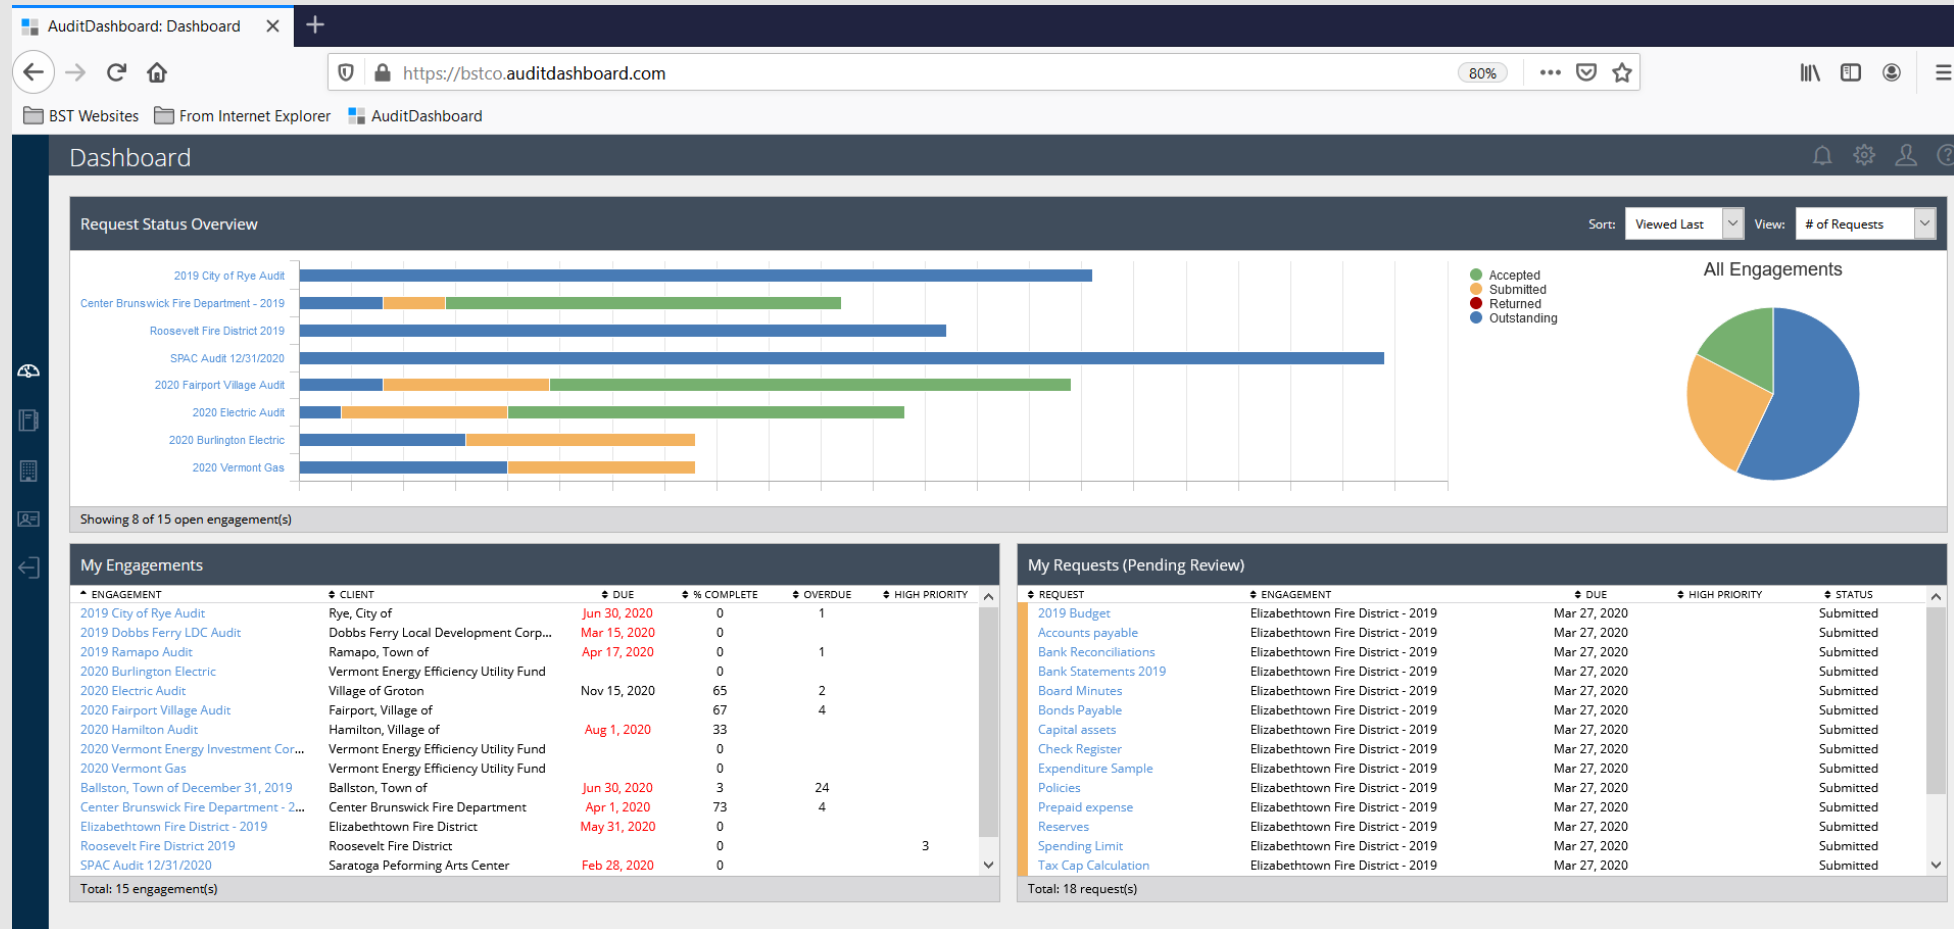 AuditDashboard: Dashboard
https://bstco.auditdashboard.com
80%
BST Websites From Internet Explorer AuditDashboard
Dashboard
Request Status Overview
Sort: Viewed Last View: # of Requests
2019 City of Rye Audit
Center Brunswick Fire Department - 2019
Roosevelt Fire District 2019
SPAC Audit 12/31/2020
2020 Fairport Village Audit
2020 Electric Audit
2020 Burlington Electric
2020 Vermont Gas
Accepted
Submitted
Returned
Outstanding
All Engagements
Showing 8 of 15 open engagement(s)
My Engagements
ENGAGEMENT CLIENT DUE % COMPLETE OVERDUE HIGH PRIORITY
2019 City of Rye Audit Rye, City of Jun 30, 2020 0 1
2019 Dobbs Ferry LDC Audit Dobbs Ferry Local Development Corp... Mar 15, 2020 0
2019 Ramapo Audit Ramapo, Town of Apr 17, 2020 0 1
2020 Burlington Electric Vermont Energy Efficiency Utility Fund 0
2020 Electric Audit Village of Groton Nov 15, 2020 65 2
2020 Fairport Village Audit Fairport, Village of 67 4
2020 Hamilton Audit Hamilton, Village of Aug 1, 2020 33
2020 Vermont Energy Investment Cor... Vermont Energy Efficiency Utility Fund 0
2020 Vermont Gas Vermont Energy Efficiency Utility Fund 0
Ballston, Town of December 31, 2019 Ballston, Town of Jun 30, 2020 3 24
Center Brunswick Fire Department - 2... Center Brunswick Fire Department Apr 1, 2020 73 4
Elizabethtown Fire District - 2019 Elizabethtown Fire District May 31, 2020 0
Roosevelt Fire District 2019 Roosevelt Fire District 0 3
SPAC Audit 12/31/2020 Saratoga Peforming Arts Center Feb 28, 2020 0
Total: 15 engagement(s)
My Requests (Pending Review)
REQUEST ENGAGEMENT DUE HIGH PRIORITY STATUS
2019 Budget Elizabethtown Fire District - 2019 Mar 27, 2020 Submitted
Accounts payable Elizabethtown Fire District - 2019 Mar 27, 2020 Submitted
Bank Reconciliations Elizabethtown Fire District - 2019 Mar 27, 2020 Submitted
Bank Statements 2019 Elizabethtown Fire District - 2019 Mar 27, 2020 Submitted
Board Minutes Elizabethtown Fire District - 2019 Mar 27, 2020 Submitted
Bonds Payable Elizabethtown Fire District - 2019 Mar 27, 2020 Submitted
Capital assets Elizabethtown Fire District - 2019 Mar 27, 2020 Submitted
Check Register Elizabethtown Fire District - 2019 Mar 27, 2020 Submitted
Expenditure Sample Elizabethtown Fire District - 2019 Mar 27, 2020 Submitted
Policies Elizabethtown Fire District - 2019 Mar 27, 2020 Submitted
Prepaid expense Elizabethtown Fire District - 2019 Mar 27, 2020 Submitted
Reserves Elizabethtown Fire District - 2019 Mar 27, 2020 Submitted
Spending Limit Elizabethtown Fire District - 2019 Mar 27, 2020 Submitted
Tax Cap Calculation Elizabethtown Fire District - 2019 Mar 27, 2020 Submitted
Total: 18 request(s)